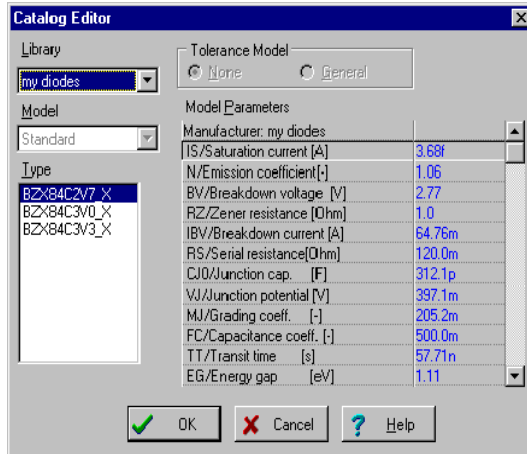 Catalog Editor
Library
my diodes
Model
Standard
Type
BZX84C2V7_X
BZX84C3V0_X
BZX84C3V3_X
Tolerance Model
None General
Model Parameters
Manufacturer: my diodes
IS/Saturation current [A] 3.68f
N/Emission coefficient[-] 1.06
BV/Breakdown voltage [V] 2.77
RZ/Zener resistance [Ohm] 1.0
IBV/Breakdown current [A] 64.76m
RS/Serial resistance[Ohm] 120.0m
CJ0/Junction cap. [F] 312.1p
VJ/Junction potential [V] 397.1m
MJ/Grading coeff. [-] 205.2m
FC/Capacitance coeff. [-] 500.0m
TT/Transit time [s] 57.71n
EG/Energy gap [eV] 1.11
OK Cancel Help